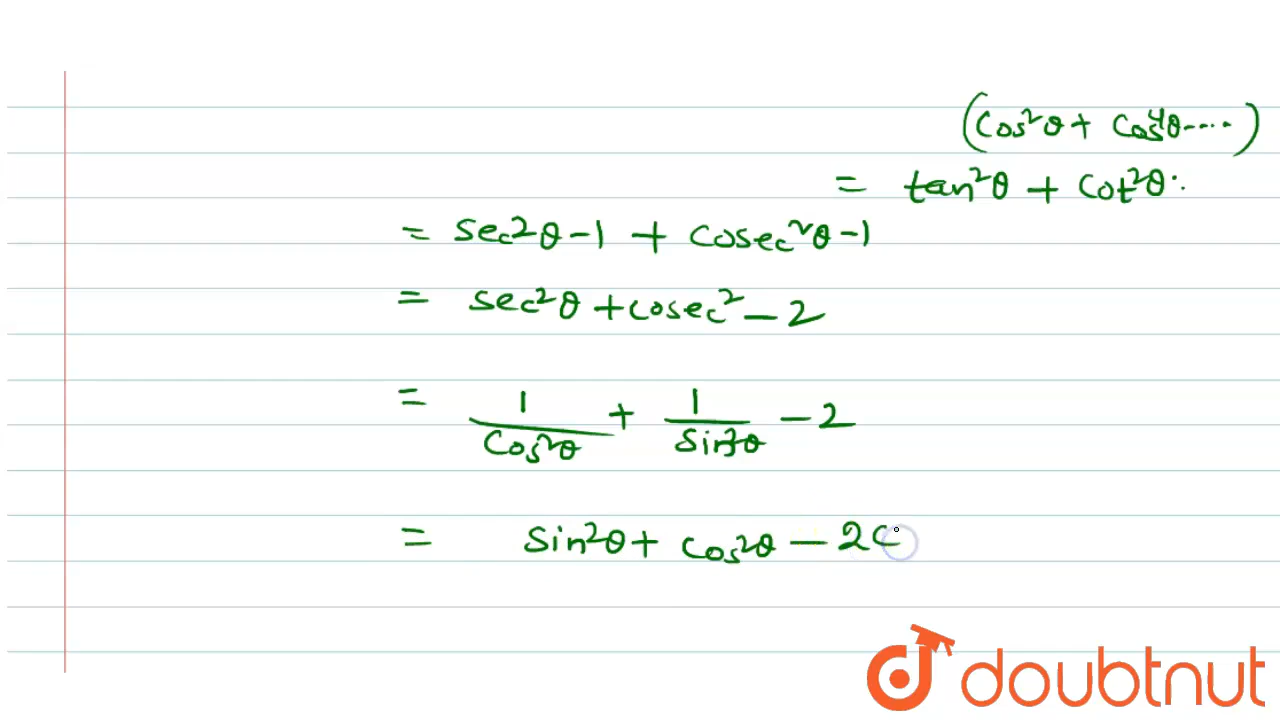 (cos²θ + cos⁴θ.....)
= tan²θ + cot²θ.
= sec²θ-1 + cosec²θ-1
= sec²θ + cosec² - 2
= 1/cos²θ + 1/sin²θ - 2
= sin²θ + cos²θ - 2c
doubtnut